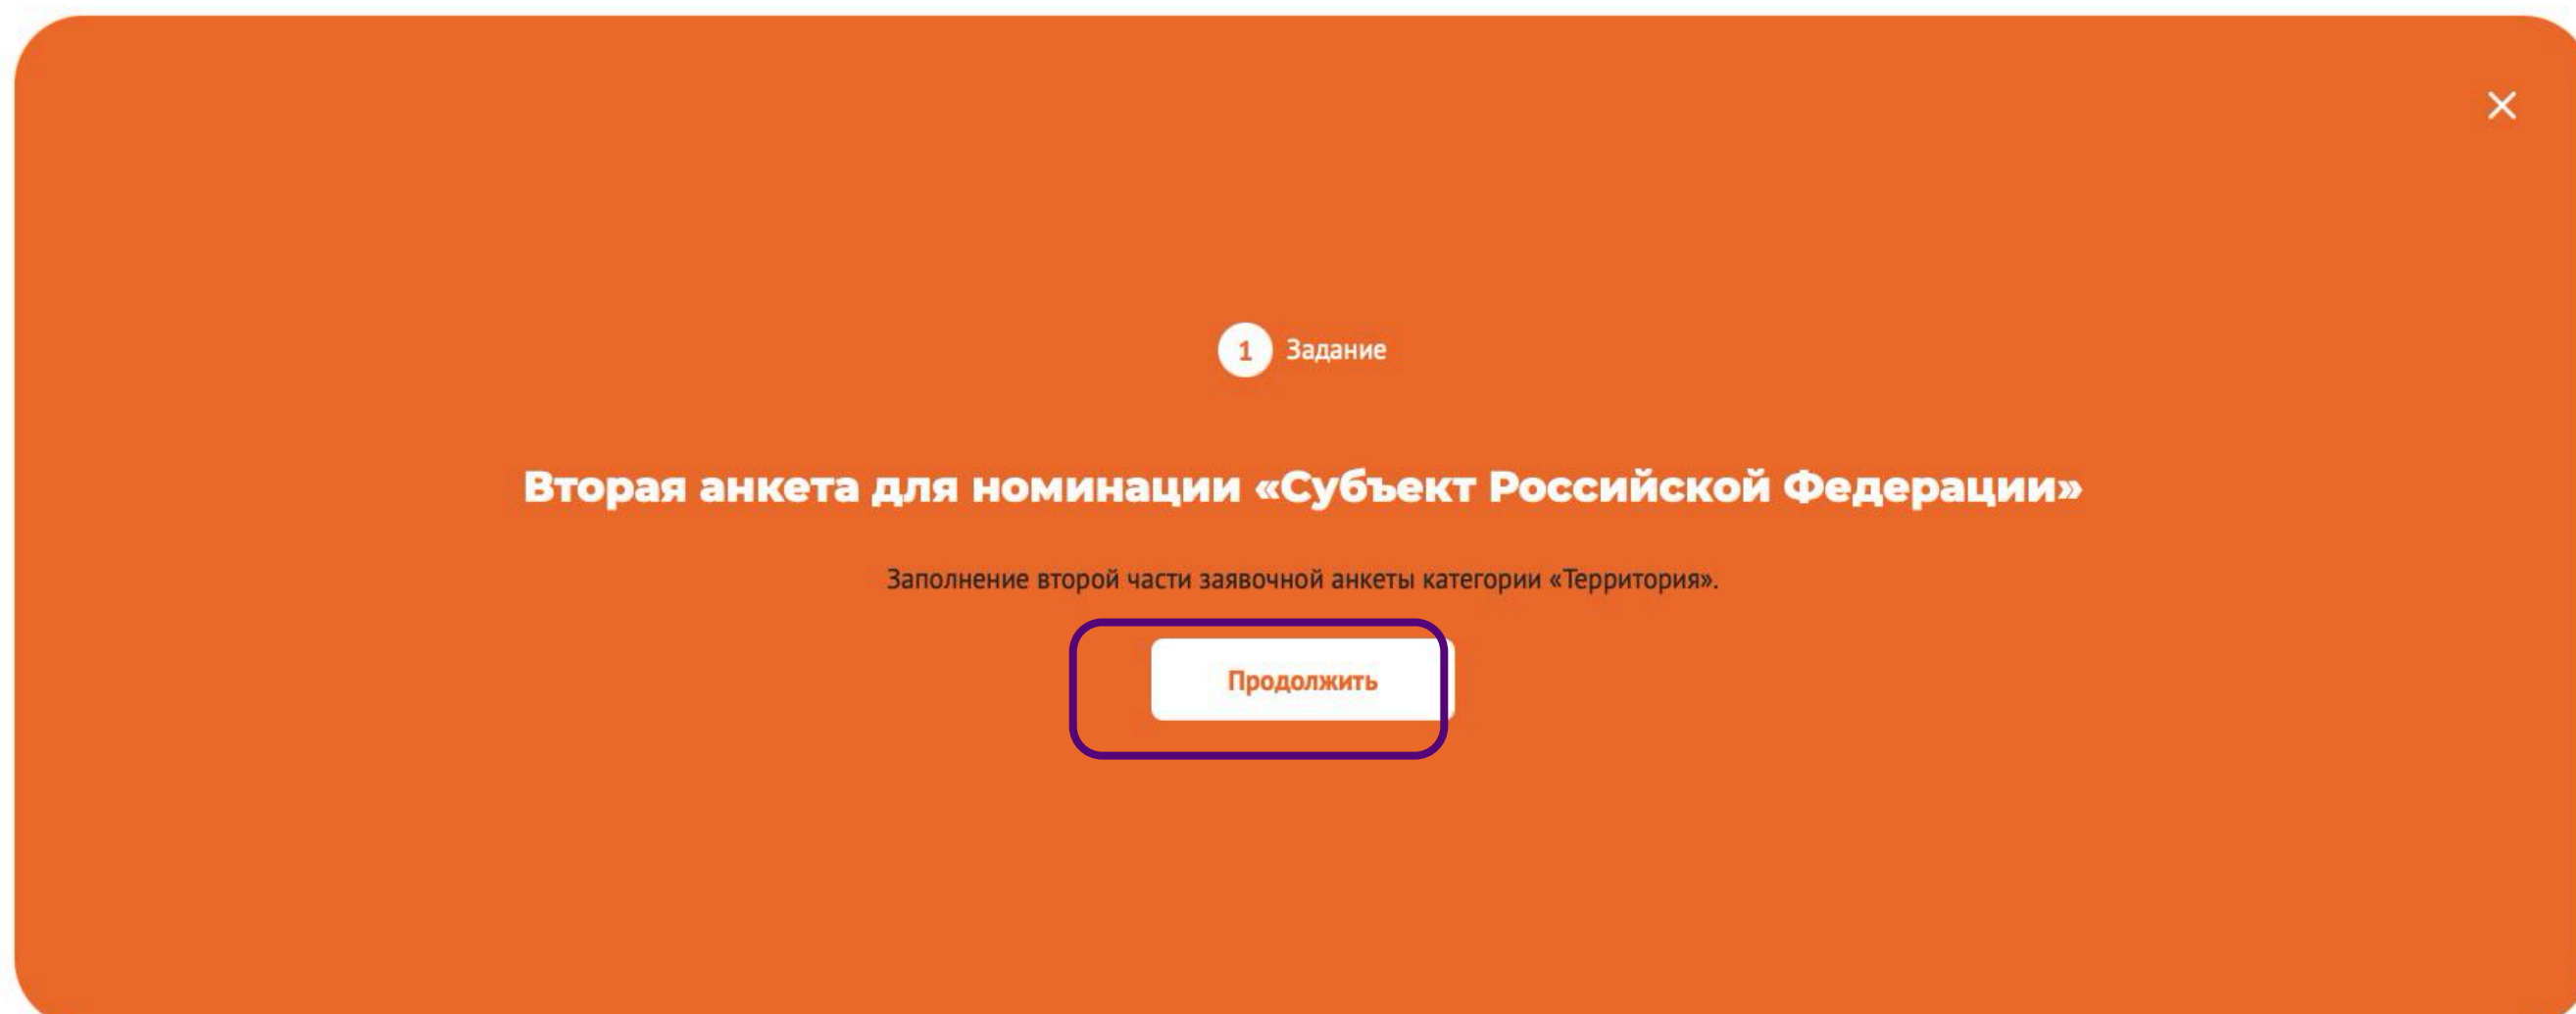 1 Задание
Вторая анкета для номинации «Субъект Российской Федерации»
Заполнение второй части заявочной анкеты категории «Территория».
Продолжить